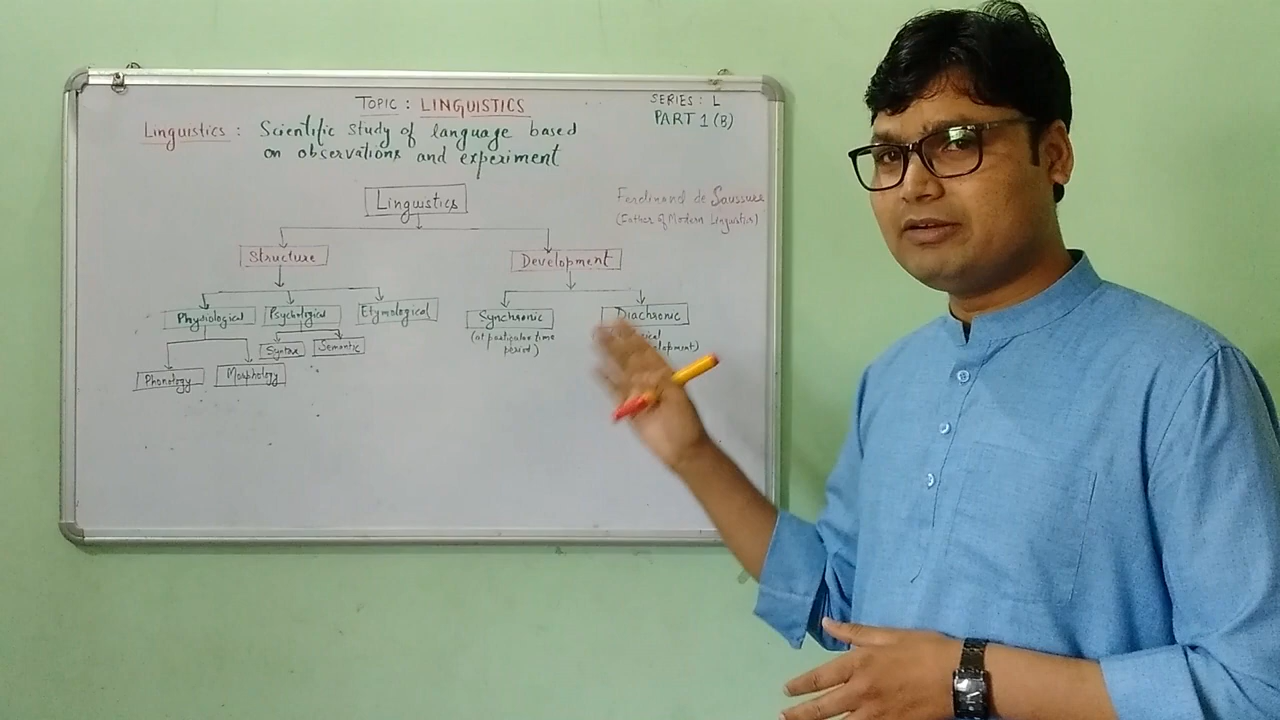 TOPIC : LINGUISTICS
SERIES : L
PART 1 (B)
Linguistics : Scientific study of language based
on observations and experiment
Linguistics
Ferdinand de Saussure
(Father of Modern Linguistics)
Structure
Development
Physiological
Psychological
Etymological
Synchronic
(at particular time
period)
Diachronic
Syntax
Semantic
Phonology
Morphology